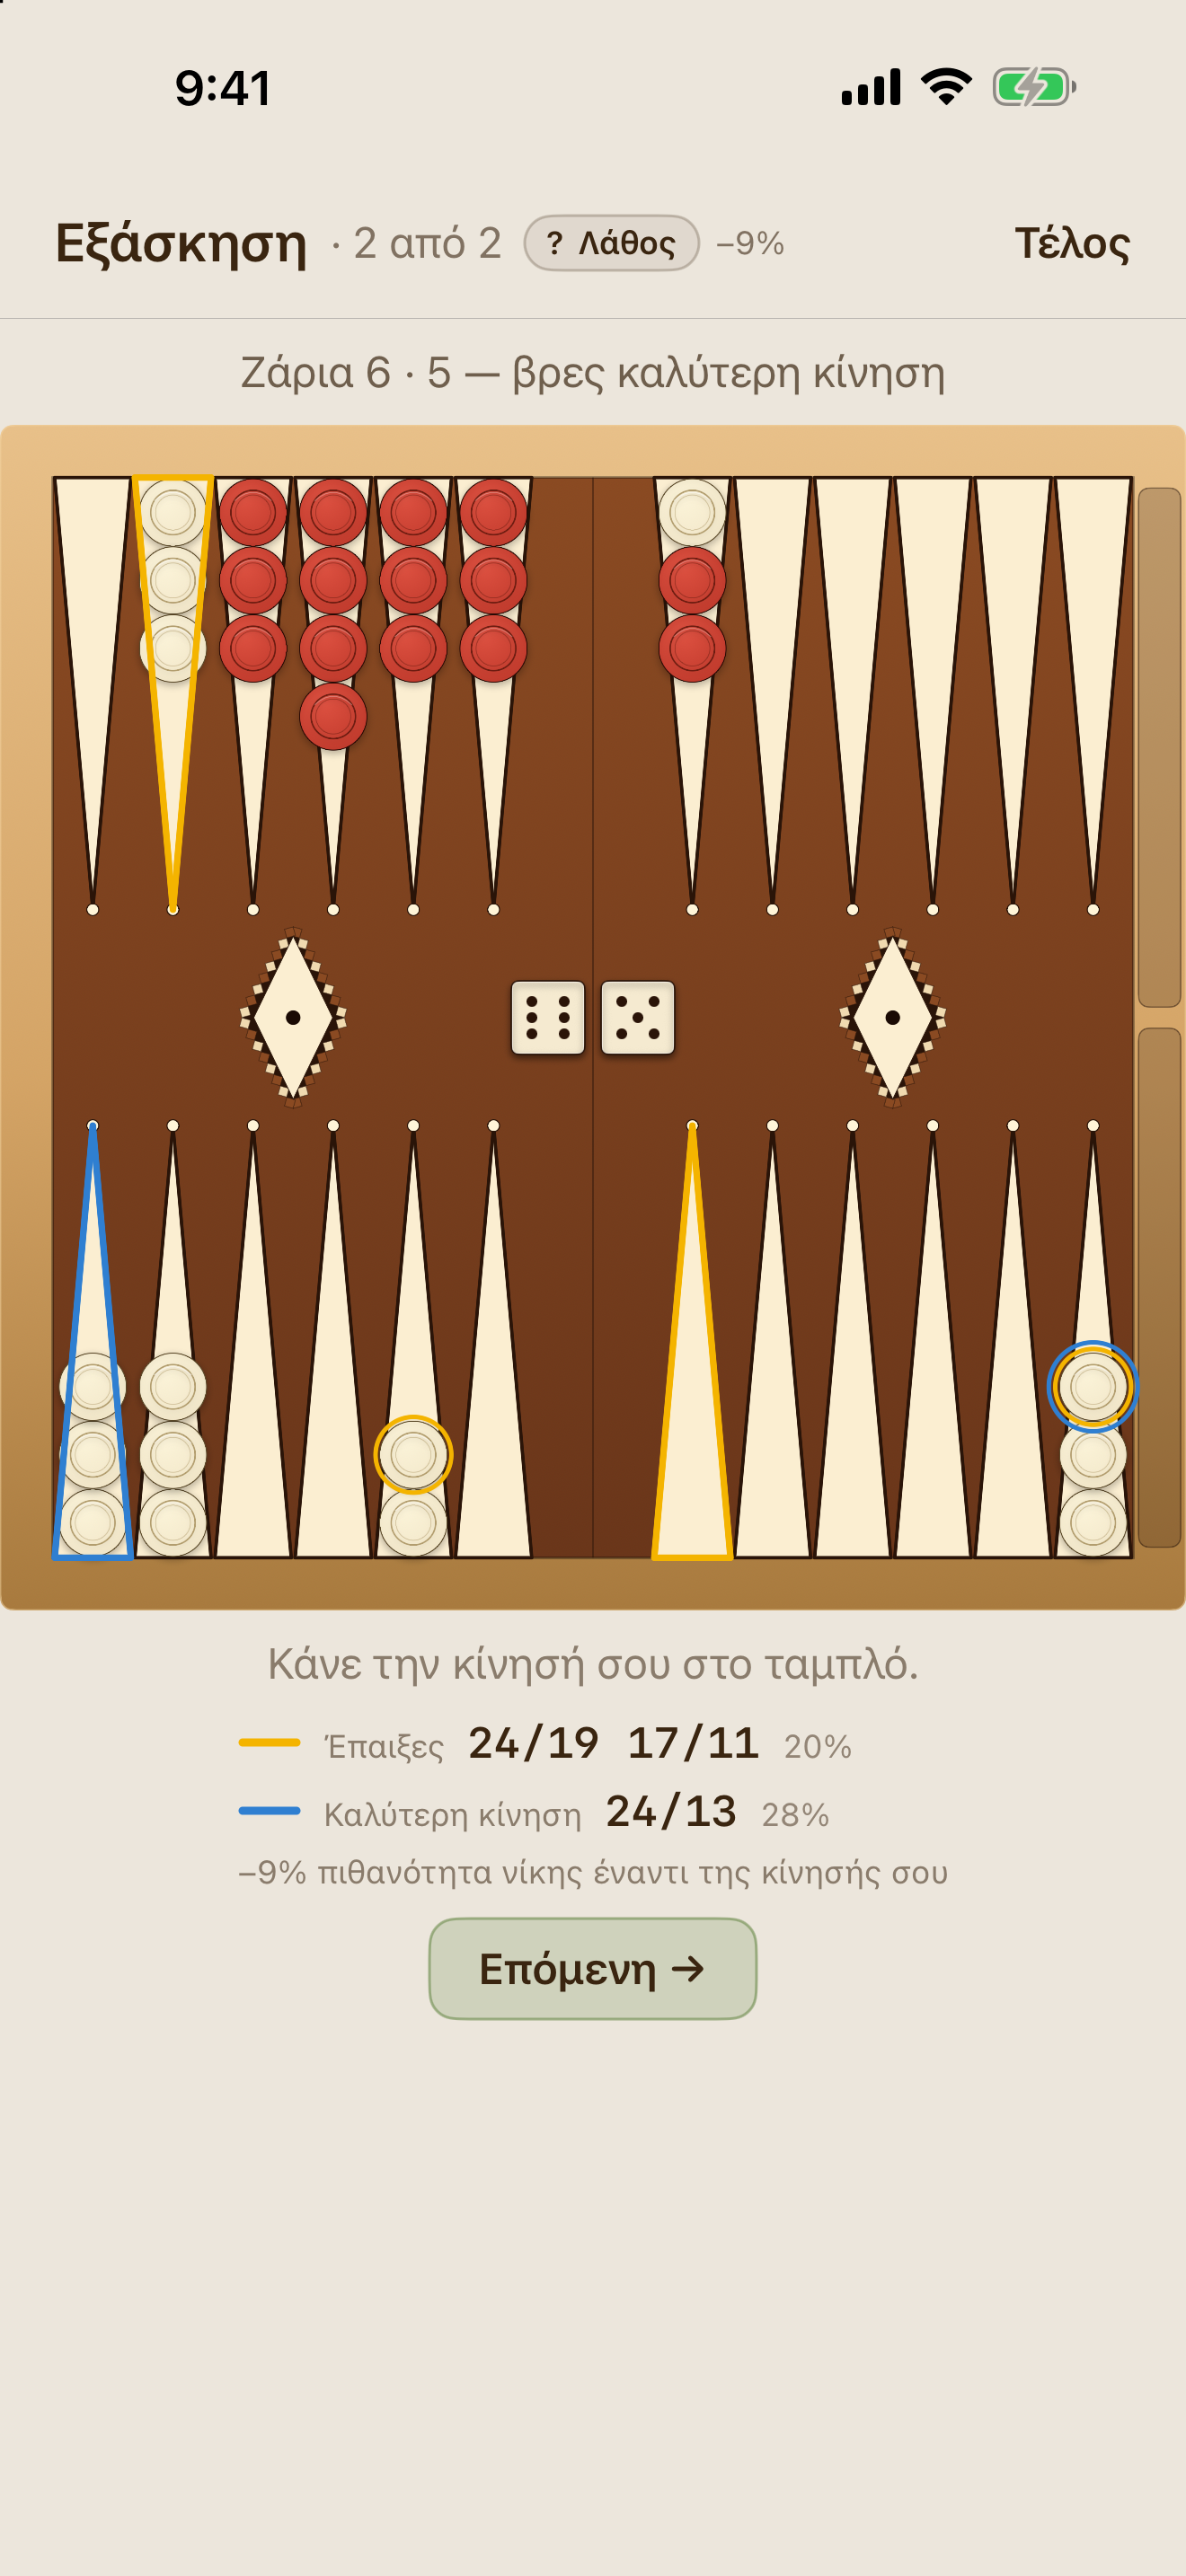 9:41
Εξάσκηση · 2 από 2 ? Λάθος –9% Τέλος
Ζάρια 6 · 5 — βρες καλύτερη κίνηση
Κάνε την κίνησή σου στο ταμπλό.
Έπαιξες 24/19 17/11 20%
Καλύτερη κίνηση 24/13 28%
–9% πιθανότητα νίκης έναντι της κίνησής σου
Επόμενη →